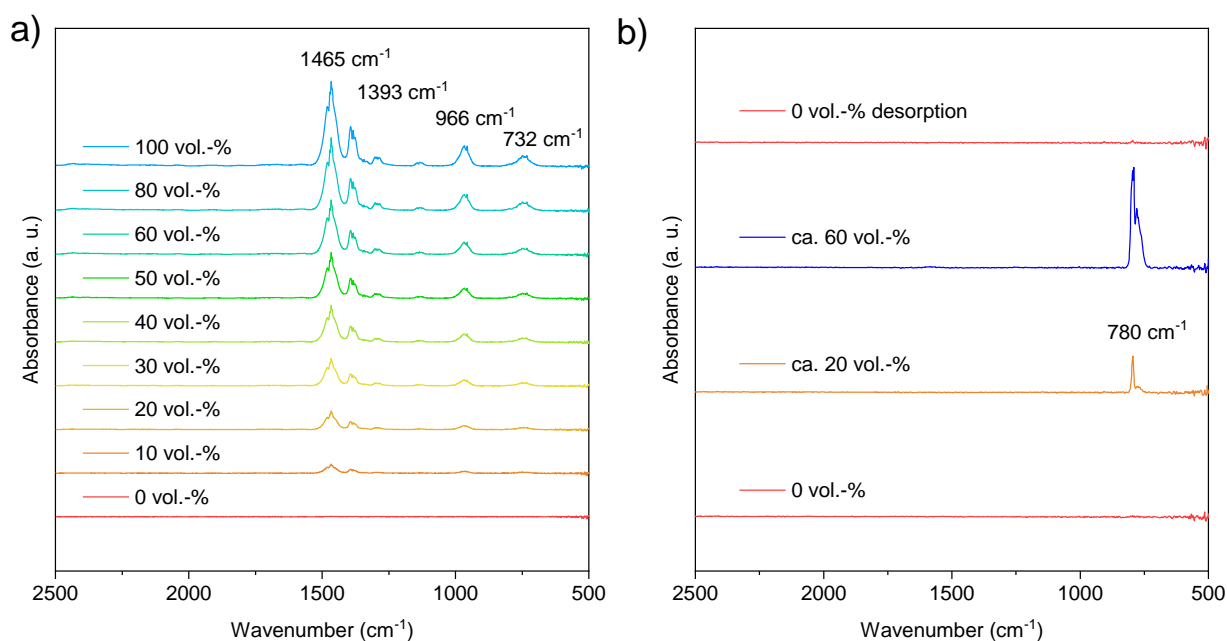 a)
1465 cm⁻¹
1393 cm⁻¹
966 cm⁻¹
732 cm⁻¹
100 vol.-%
80 vol.-%
60 vol.-%
50 vol.-%
40 vol.-%
30 vol.-%
20 vol.-%
10 vol.-%
0 vol.-%
Absorbance (a. u.)
2500 2000 1500 1000 500
Wavenumber (cm⁻¹)
b)
0 vol.-% desorption
ca. 60 vol.-%
780 cm⁻¹
ca. 20 vol.-%
0 vol.-%
Absorbance (a. u.)
2500 2000 1500 1000 500
Wavenumber (cm⁻¹)